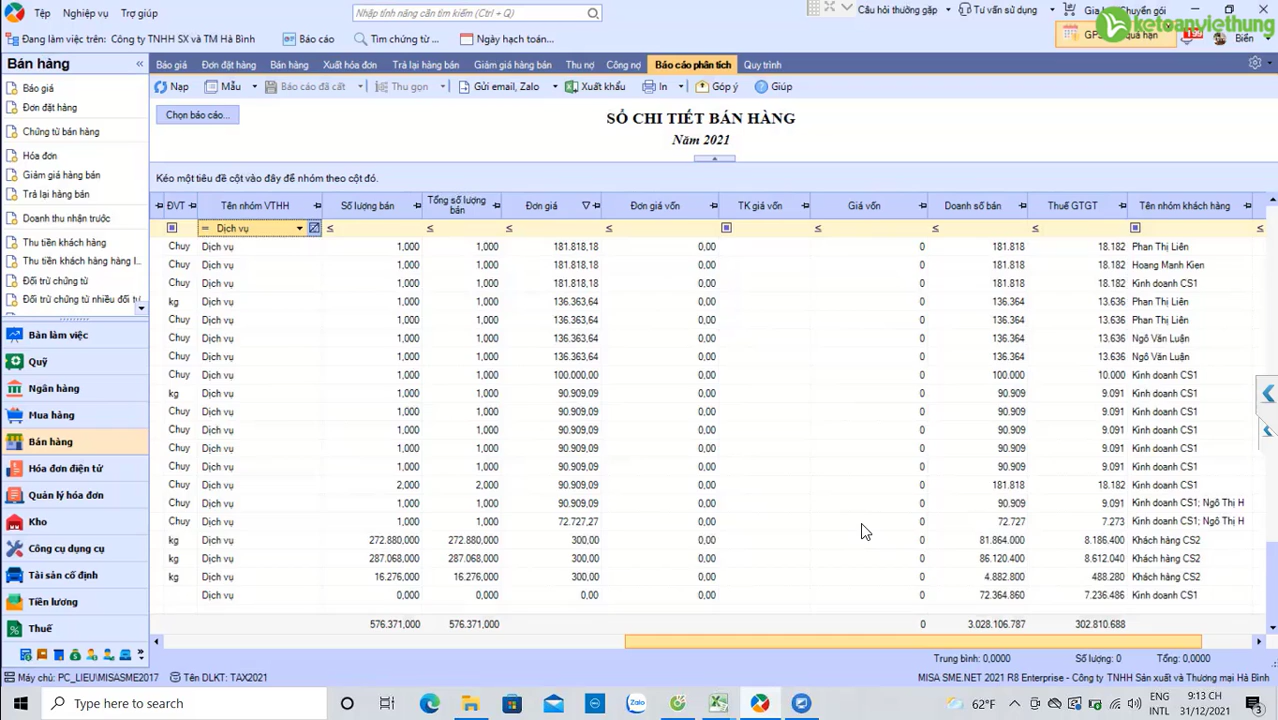 Tệp Nghiệp vụ Trợ giúp
Nhập tính năng cần tìm kiếm (Ctrl + Q)
Câu hỏi thường gặp Tư vấn sử dụng
ketoanviethung
Đang làm việc trên: Công ty TNHH SX và TM Hà Bình
Báo cáo Tìm chứng từ ... Ngày hạch toán...
199 Biển
Bán hàng
Báo giá Đơn đặt hàng Bán hàng Xuất hóa đơn Trả lại hàng bán Giảm giá hàng bán Thu nợ Công nợ Báo cáo phân tích Quy trình
Nạp Mẫu Báo cáo đã cất Thu gọn Gửi email, Zalo Xuất khẩu In Góp ý Giúp
Chọn báo cáo...
SỔ CHI TIẾT BÁN HÀNG
Năm 2021
Kéo một tiêu đề cột vào đây để nhóm theo cột đó.
Báo giá
Đơn đặt hàng
Chứng từ bán hàng
Hóa đơn
Giảm giá hàng bán
Trả lại hàng bán
Doanh thu nhận trước
Thu tiền khách hàng
Thu tiền khách hàng hàng l...
Đối trừ chứng từ
Đối trừ chứng từ nhiều đối tư
Bàn làm việc
Quỹ
Ngân hàng
Mua hàng
Bán hàng
Hóa đơn điện tử
Quản lý hóa đơn
Kho
Công cụ dụng cụ
Tài sản cố định
Tiền lương
Thuế
ĐVT Tên nhóm VTHH Số lượng bán Tổng số lượng bán Đơn giá Đơn giá vốn TK giá vốn Giá vốn Doanh số bán Thuế GTGT Tên nhóm khách hàng
= Dịch vụ ≤ ≤ ≤ ≤ ≤ ≤ ≤ ≤
Chuy Dịch vụ 1,000 1,000 181.818,18 0,00 0 181.818 18.182 Phan Thị Liên
Chuy Dịch vụ 1,000 1,000 181.818,18 0,00 0 181.818 18.182 Hoang Manh Kien
Chuy Dịch vụ 1,000 1,000 181.818,18 0,00 0 181.818 18.182 Kinh doanh CS1
kg Dịch vụ 1,000 1,000 136.363,64 0,00 0 136.364 13.636 Phan Thị Liên
Chuy Dịch vụ 1,000 1,000 136.363,64 0,00 0 136.364 13.636 Phan Thị Liên
Chuy Dịch vụ 1,000 1,000 136.363,64 0,00 0 136.364 13.636 Ngô Văn Luận
Chuy Dịch vụ 1,000 1,000 136.363,64 0,00 0 136.364 13.636 Ngô Văn Luận
Chuy Dịch vụ 1,000 1,000 100.000,00 0,00 0 100.000 10.000 Kinh doanh CS1
kg Dịch vụ 1,000 1,000 90.909,09 0,00 0 90.909 9.091 Kinh doanh CS1
Chuy Dịch vụ 1,000 1,000 90.909,09 0,00 0 90.909 9.091 Kinh doanh CS1
Chuy Dịch vụ 1,000 1,000 90.909,09 0,00 0 90.909 9.091 Kinh doanh CS1
Chuy Dịch vụ 1,000 1,000 90.909,09 0,00 0 90.909 9.091 Kinh doanh CS1
Chuy Dịch vụ 1,000 1,000 90.909,09 0,00 0 90.909 9.091 Kinh doanh CS1
Chuy Dịch vụ 2,000 2,000 90.909,09 0,00 0 181.818 18.182 Kinh doanh CS1
Chuy Dịch vụ 1,000 1,000 90.909,09 0,00 0 90.909 9.091 Kinh doanh CS1; Ngô Thị H
Chuy Dịch vụ 1,000 1,000 72.727,27 0,00 0 72.727 7.273 Kinh doanh CS1; Ngô Thị H
kg Dịch vụ 272.880,000 272.880,000 300,00 0,00 0 81.864.000 8.186.400 Khách hàng CS2
kg Dịch vụ 287.068,000 287.068,000 300,00 0,00 0 86.120.400 8.612.040 Khách hàng CS2
kg Dịch vụ 16.276,000 16.276,000 300,00 0,00 0 4.882.800 488.280 Khách hàng CS2
Dịch vụ 0,000 0,000 0,00 0,00 0 72.364.860 7.236.486 Kinh doanh CS1
576.371,000 576.371,000 0 3.028.106.787 302.810.688
Trung bình: 0,0000 Số lượng: 0 Tổng: 0,0000
Máy chủ: PC_LIEU\MISASME2017 Tên DLKT: TAX2021 MISA SME.NET 2021 R8 Enterprise - Công ty TNHH Sản xuất và Thương mại Hà Bình
Type here to search
Zalo
62°F
ENG
INTL
9:13 CH
31/12/2021
3